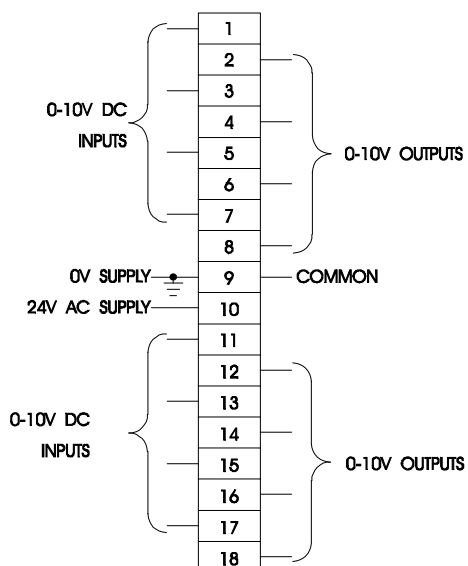 1
2
3
0-10V DC
INPUTS
4
5
0-10V OUTPUTS
6
7
8
0V SUPPLY
9
COMMON
24V AC SUPPLY
10
11
12
13
0-10V DC
INPUTS
14
15
0-10V OUTPUTS
16
17
18